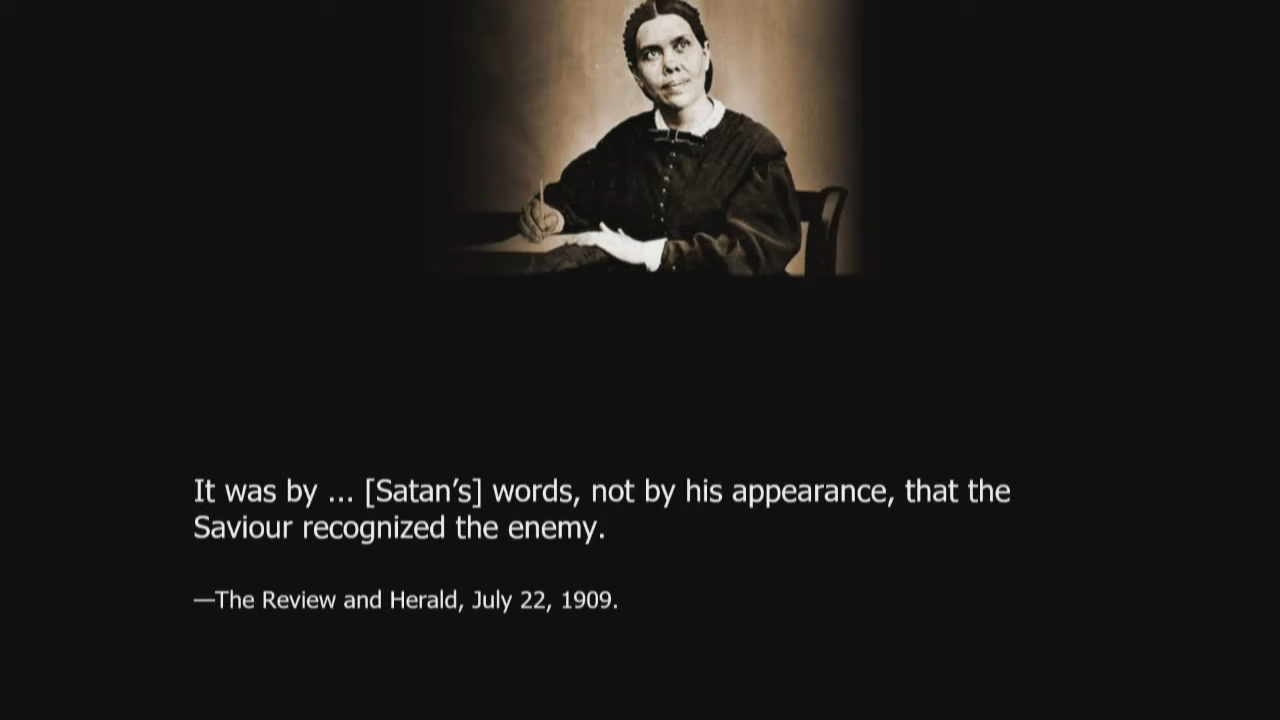 It was by ... [Satan’s] words, not by his appearance, that the
Saviour recognized the enemy.
—The Review and Herald, July 22, 1909.